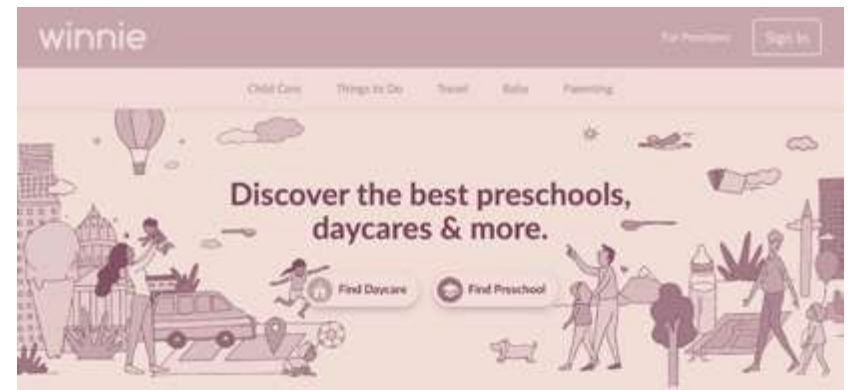 winnie
For Providers
Sign In
Child Care
Things to Do
Travel
Baby
Parenting
Discover the best preschools,
daycares & more.
Find Daycare
Find Preschool